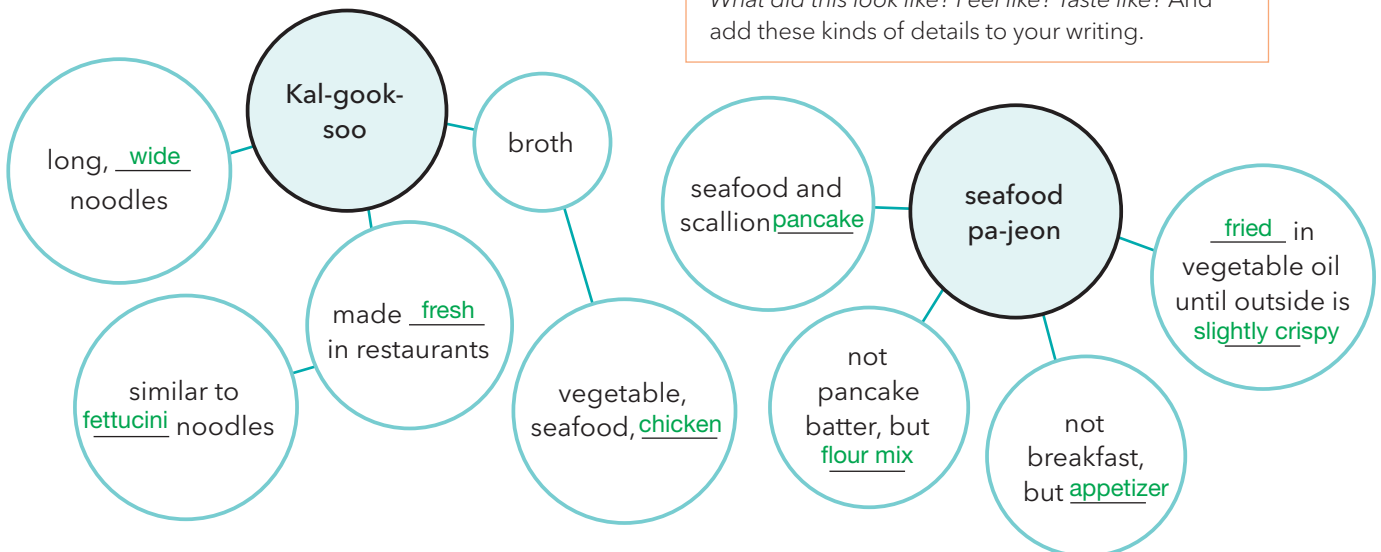 What did this look like? Feel like? Taste like? And
add these kinds of details to your writing.
Kal-gook-
soo
long, wide
noodles
broth
made fresh
in restaurants
similar to
fettucini noodles
vegetable,
seafood, chicken
seafood
pa-jeon
seafood and
scallion pancake
fried in
vegetable oil
until outside is
slightly crispy
not
pancake
batter, but
flour mix
not
breakfast,
but appetizer